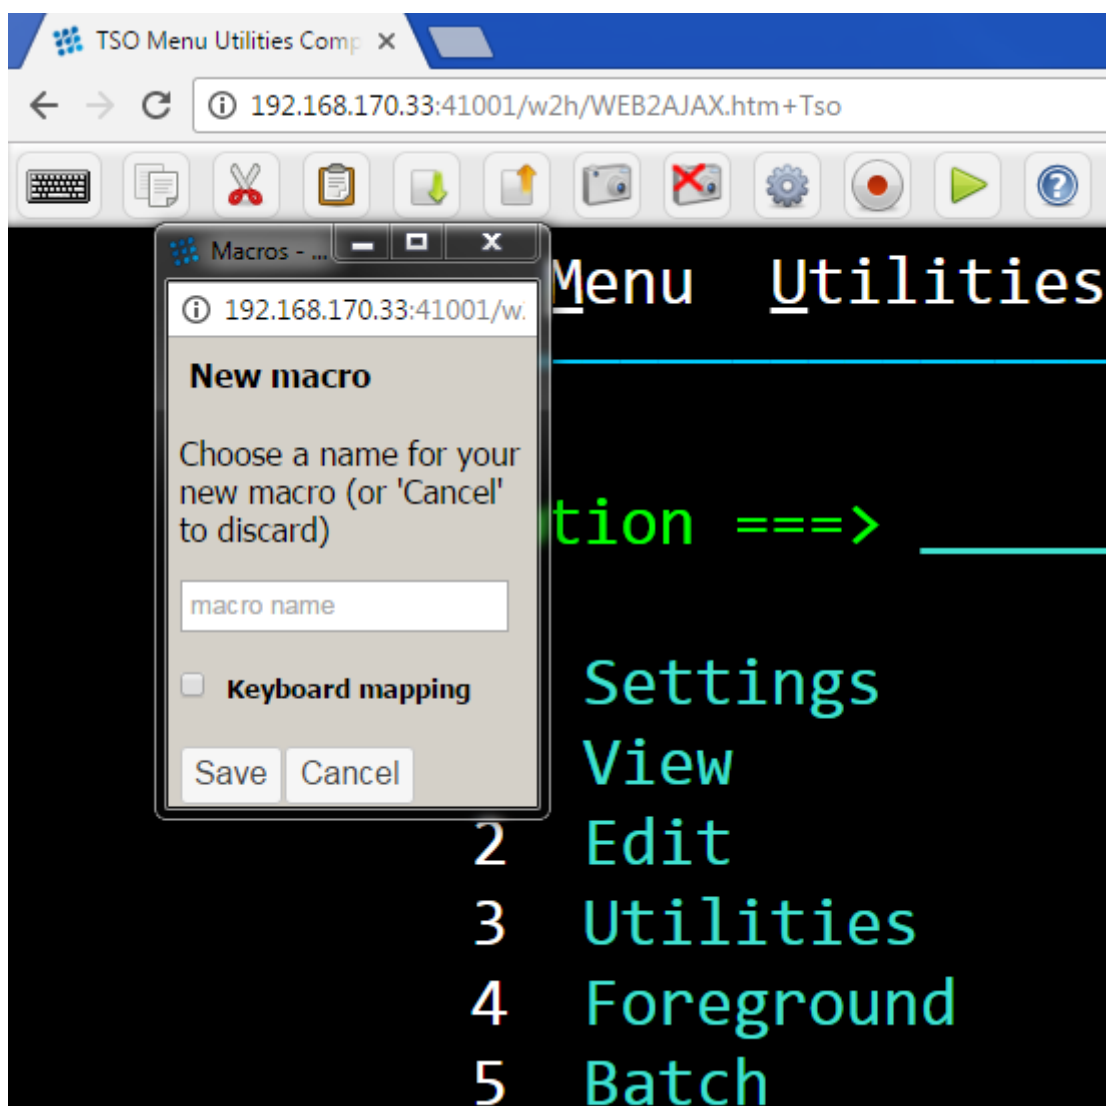 TSO Menu Utilities Comp
192.168.170.33:41001/w2h/WEB2AJAX.htm+Tso
Macros - ...
192.168.170.33:41001/w
New macro
Choose a name for your
new macro (or 'Cancel'
to discard)
macro name
Keyboard mapping
Save Cancel
Menu Utilities
tion ===>
Settings
View
2 Edit
3 Utilities
4 Foreground
5 Batch